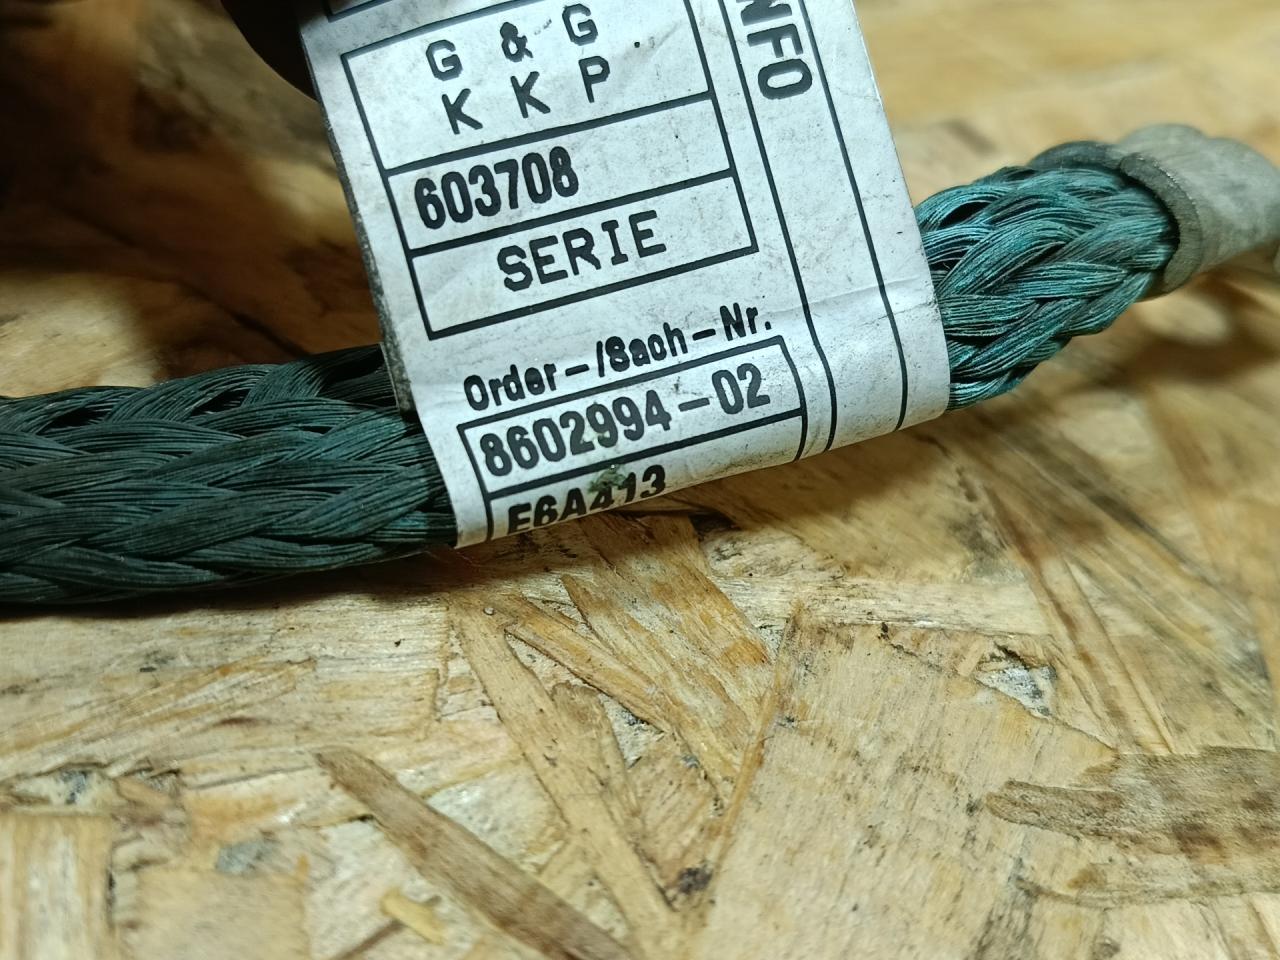 G & G
K K P
603708
SERIE
Order-/Sach-Nr.
8602994-02
E6A413
NFO